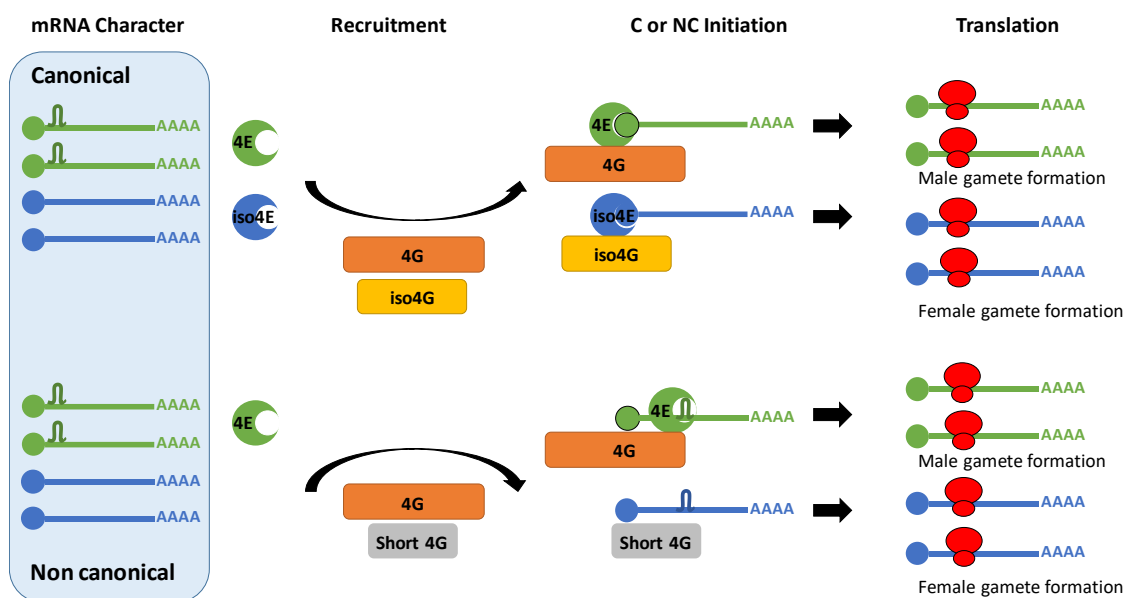 mRNA Character
Recruitment
C or NC Initiation
Translation
Canonical
AAAA
AAAA
AAAA
AAAA
4E
iso4E
4G
iso4G
4E
AAAA
4G
iso4E
AAAA
iso4G
AAAA
AAAA
Male gamete formation
AAAA
AAAA
Female gamete formation
AAAA
AAAA
AAAA
AAAA
Non canonical
4E
4G
Short 4G
4E
AAAA
4G
AAAA
Short 4G
AAAA
AAAA
Male gamete formation
AAAA
AAAA
Female gamete formation